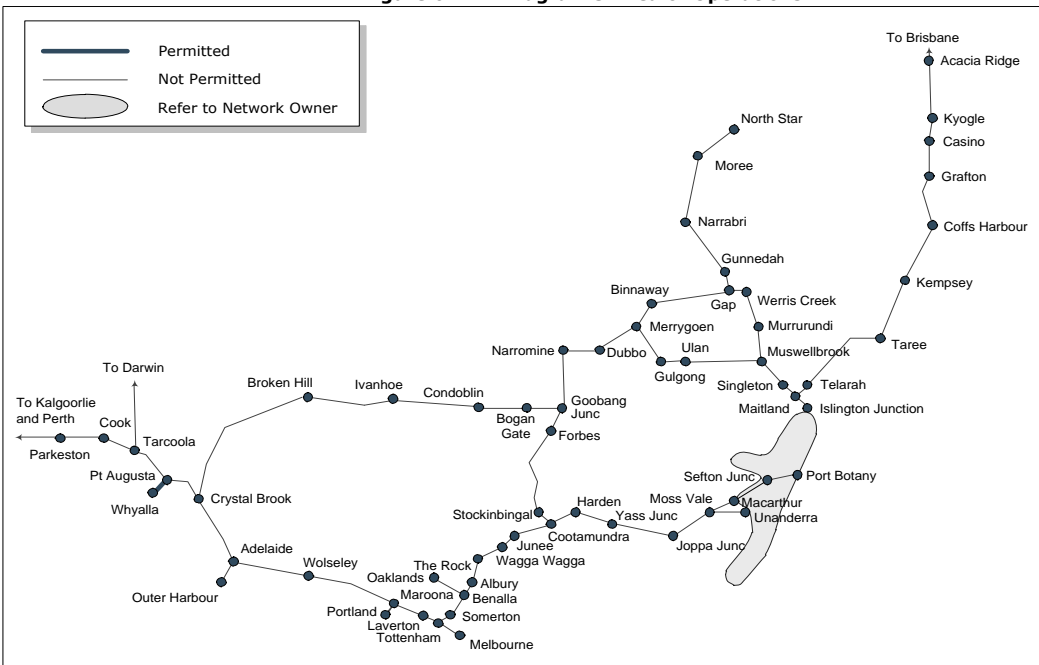 Permitted
Not Permitted
Refer to Network Owner
To Brisbane
Acacia Ridge
Kyogle
Casino
Grafton
Coffs Harbour
Kempsey
Taree
North Star
Moree
Narrabri
Gunnedah
Binnaway
Gap
Werris Creek
Merrygoen
Murrurundi
Narromine
Dubbo
Ulan
Muswellbrook
Gulgong
Singleton
Telarah
Maitland
Islington Junction
To Darwin
Broken Hill
Ivanhoe
Condoblin
Goobang
Junc
Bogan
Gate
Forbes
To Kalgoorlie
and Perth
Cook
Tarcoola
Parkeston
Pt Augusta
Whyalla
Crystal Brook
Sefton Junc
Port Botany
Moss Vale
Macarthur
Unanderra
Harden
Stockinbingal
Yass Junc
Cootamundra
Joppa Junc
Junee
Wagga Wagga
The Rock
Adelaide
Wolseley
Oaklands
Albury
Maroona
Benalla
Outer Harbour
Portland
Somerton
Laverton
Tottenham
Melbourne